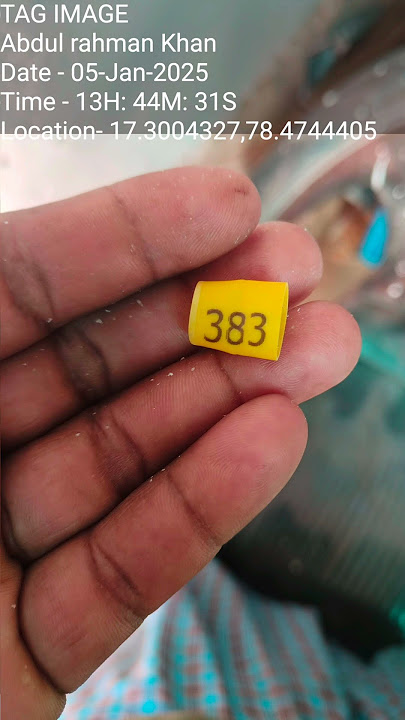 TAG IMAGE
Abdul rahman Khan
Date - 05-Jan-2025
Time - 13H: 44M: 31S
Location- 17.3004327,78.4744405
383